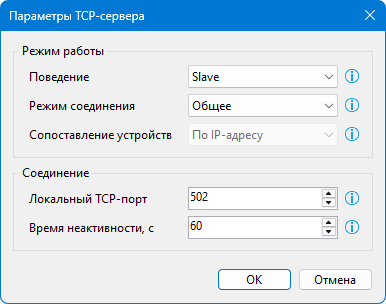 Параметры TCP-сервера
Режим работы
Поведение Slave
Режим соединения Общее
Сопоставление устройств По IP-адресу
Соединение
Локальный TCP-порт 502
Время неактивности, с 60
OK Отмена